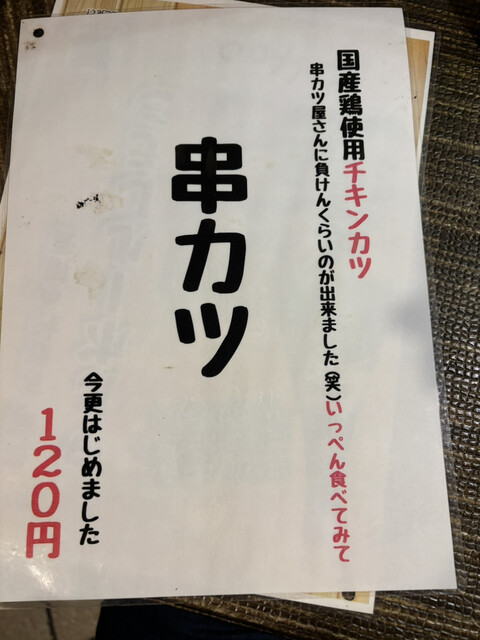 国産鶏使用チキンカツ
串カツ屋さんに負けんくらいのが出来ました(笑)いっぺん食べてみて
串カツ
今更はじめました
120円